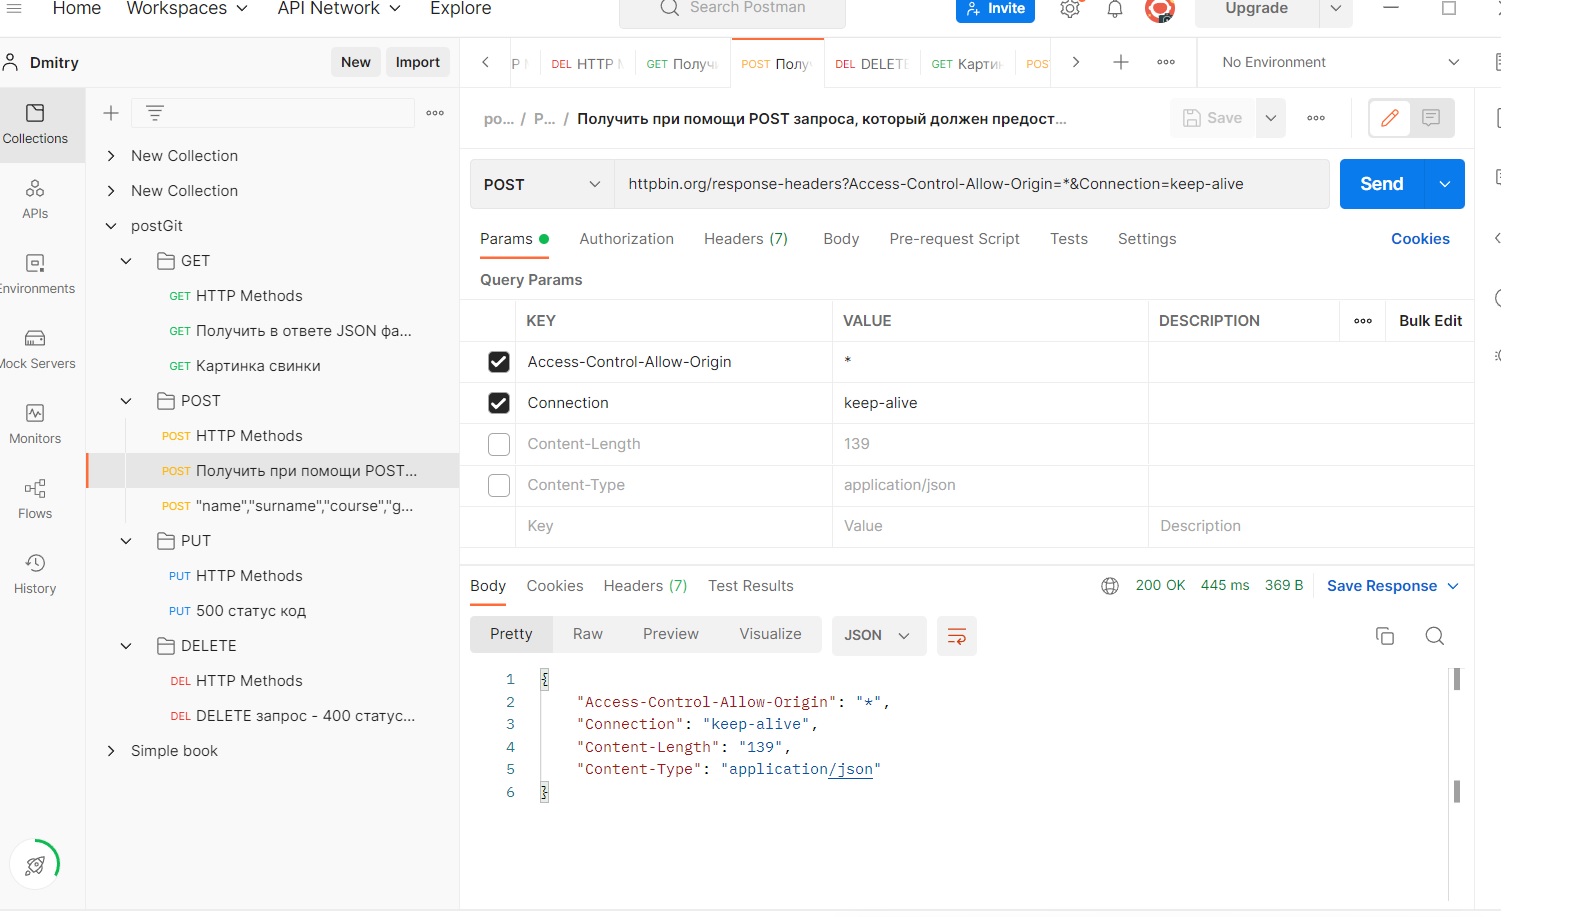 Home
Workspaces
API Network
Explore
Search Postman
Invite
Upgrade
Dmitry
New
Import
DEL HTTP
GET Получ
POST Полу
DEL DELETE
GET Карти
POS
No Environment
Collections
APIs
Environments
Mock Servers
Monitors
Flows
History
New Collection
New Collection
postGit
GET
GET HTTP Methods
GET Получить в ответе JSON фа...
GET Картинка свинки
POST
POST HTTP Methods
POST Получить при помощи POST...
POST "name","surname","course","g...
PUT
PUT HTTP Methods
PUT 500 статус код
DELETE
DEL HTTP Methods
DEL DELETE запрос - 400 статус...
Simple book
po... / P... / Получить при помощи POST запроса, который должен предост...
Save
POST
httpbin.org/response-headers?Access-Control-Allow-Origin=*&Connection=keep-alive
Send
Params
Authorization
Headers (7)
Body
Pre-request Script
Tests
Settings
Cookies
Query Params
KEY VALUE DESCRIPTION Bulk Edit
Access-Control-Allow-Origin *
Connection keep-alive
Content-Length 139
Content-Type application/json
Key Value Description
Body Cookies Headers (7) Test Results
200 OK 445 ms 369 B Save Response
Pretty Raw Preview Visualize JSON
1 {
2 "Access-Control-Allow-Origin": "*",
3 "Connection": "keep-alive",
4 "Content-Length": "139",
5 "Content-Type": "application/json"
6 }